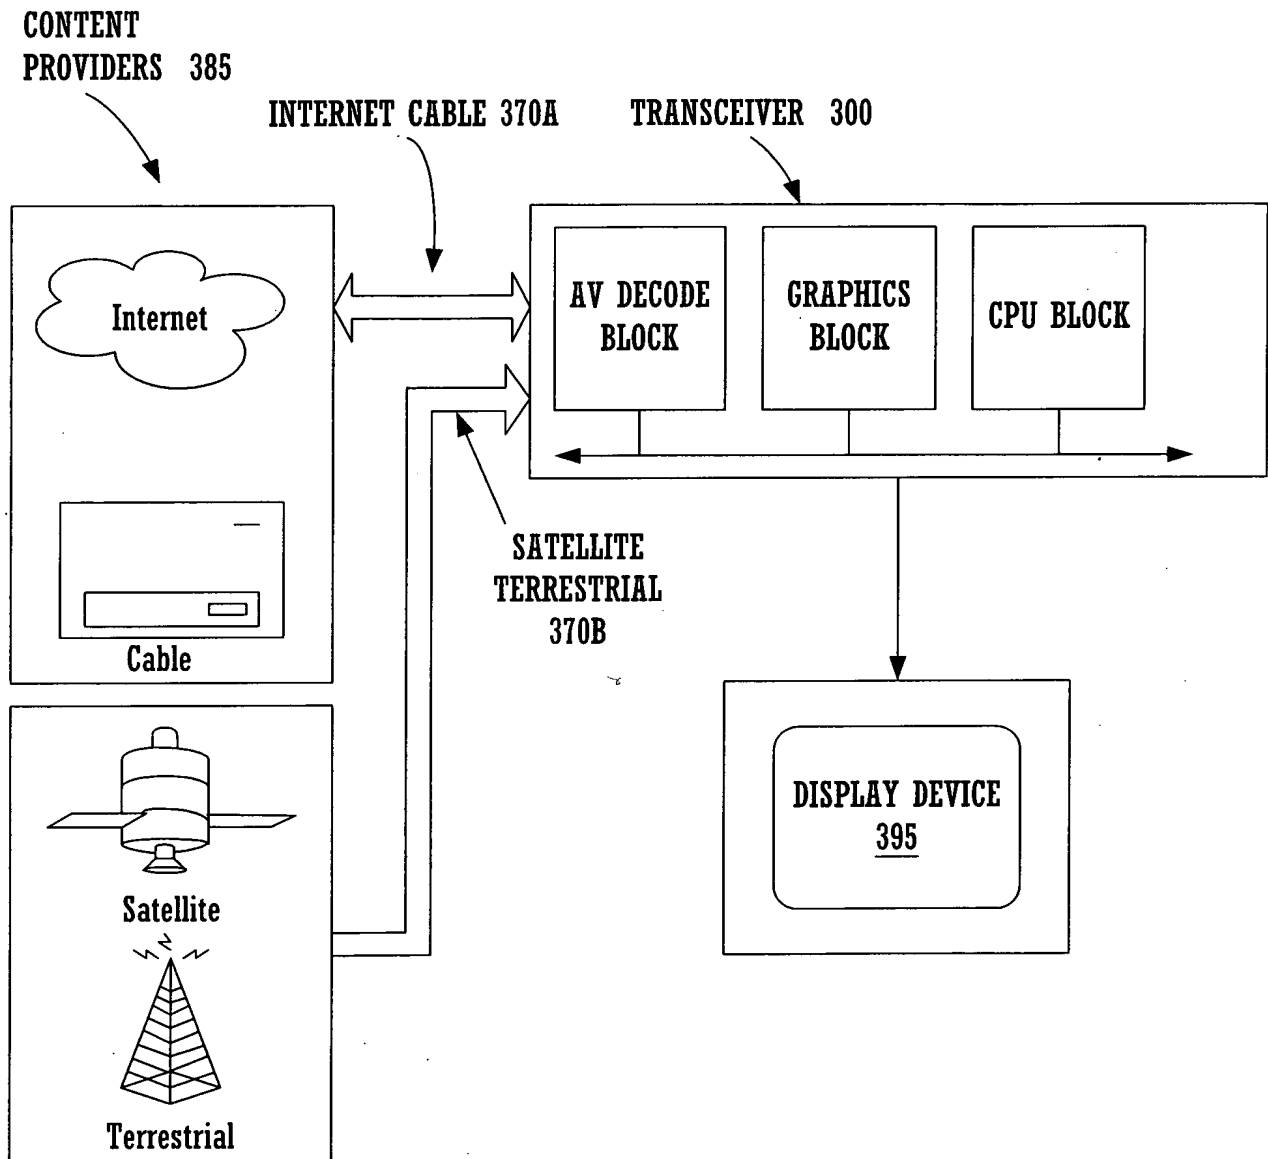 CONTENT
PROVIDERS 385
INTERNET CABLE 370A
TRANSCEIVER 300
Internet
AV DECODE
BLOCK
GRAPHICS
BLOCK
CPU BLOCK
SATELLITE
TERRESTRIAL
370B
Cable
DISPLAY DEVICE
395
Satellite
Terrestrial